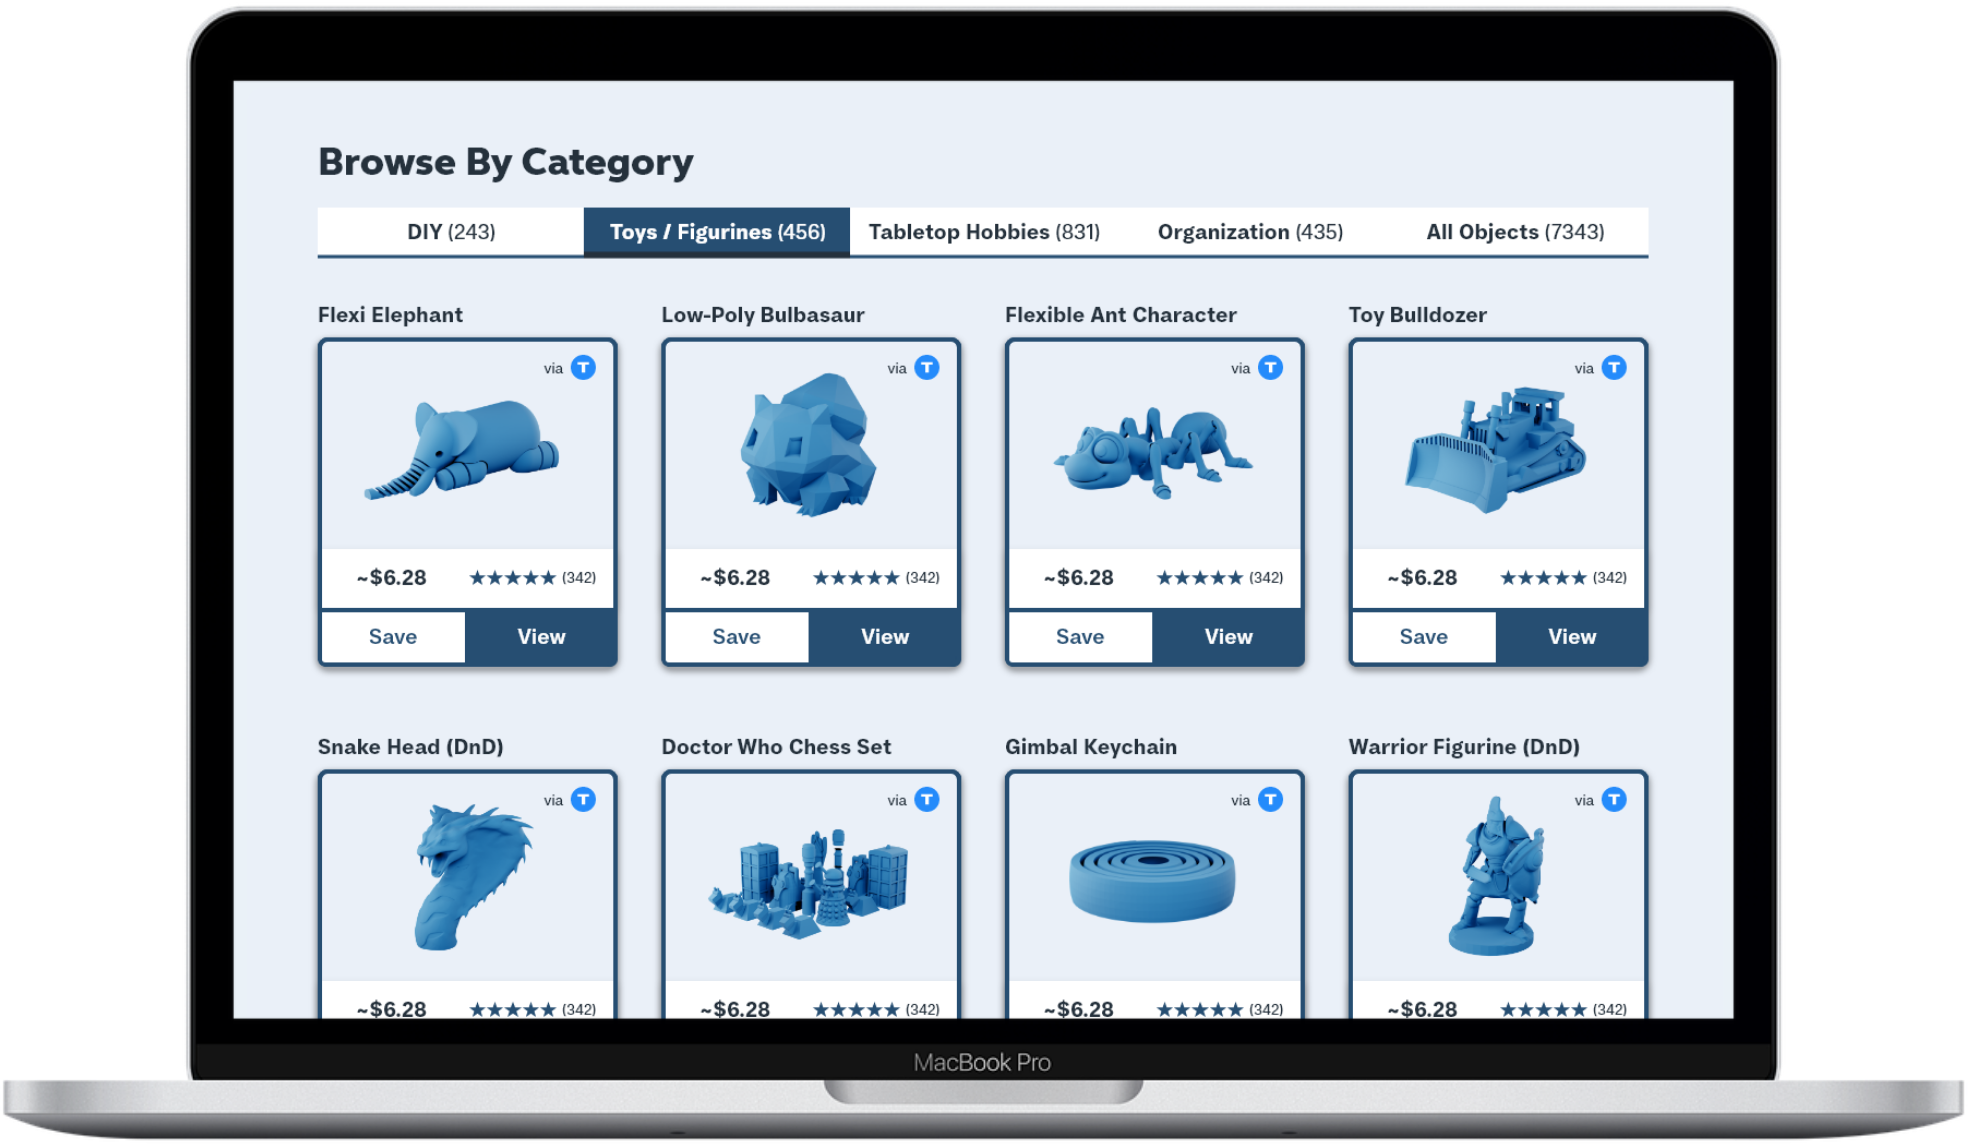 Browse By Category
DIY (243) Toys / Figurines (456) Tabletop Hobbies (831) Organization (435) All Objects (7343)
Flexi Elephant Low-Poly Bulbasaur Flexible Ant Character Toy Bulldozer
via T via T via T via T
~$6.28 ★★★★★ (342) ~$6.28 ★★★★★ (342) ~$6.28 ★★★★★ (342) ~$6.28 ★★★★★ (342)
Save View Save View Save View Save View
Snake Head (DnD) Doctor Who Chess Set Gimbal Keychain Warrior Figurine (DnD)
via T via T via T via T
~$6.28 ★★★★★ (342) ~$6.28 ★★★★★ (342) ~$6.28 ★★★★★ (342) ~$6.28 ★★★★★ (342)
MacBook Pro